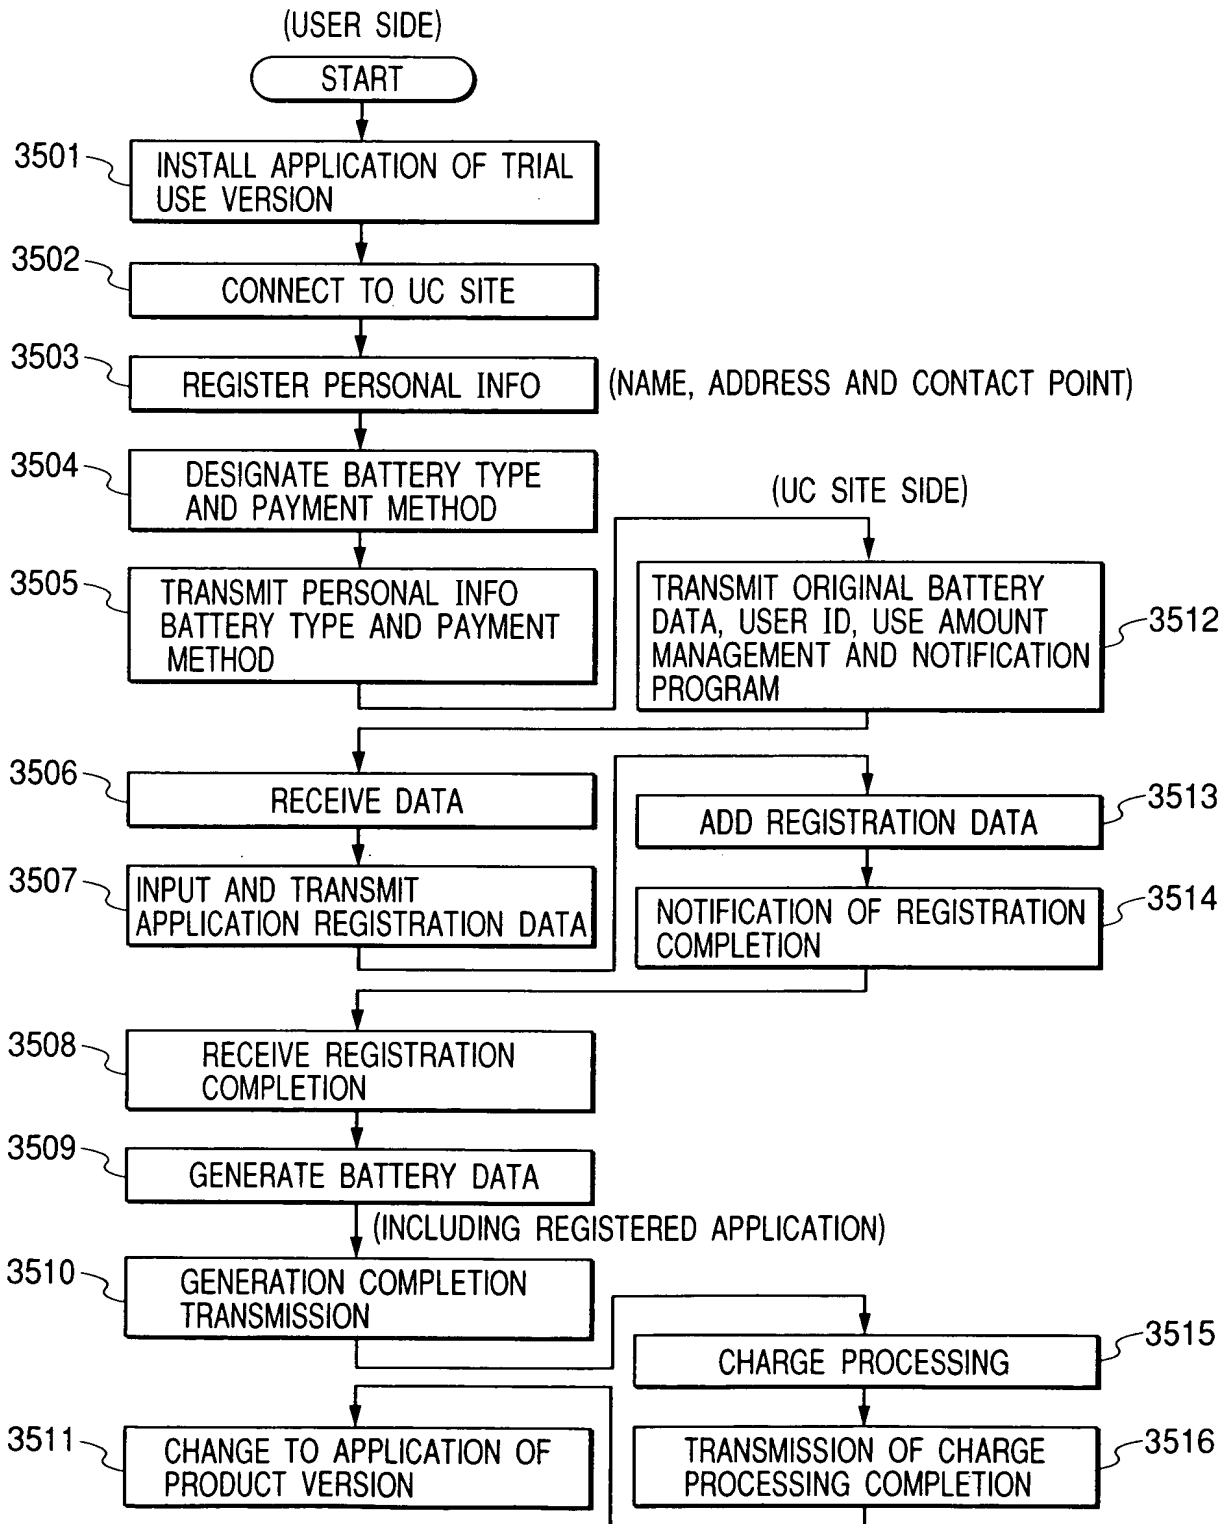 (USER SIDE)
START
3501
INSTALL APPLICATION OF TRIAL
USE VERSION
3502
CONNECT TO UC SITE
3503
REGISTER PERSONAL INFO
(NAME, ADDRESS AND CONTACT POINT)
3504
DESIGNATE BATTERY TYPE
AND PAYMENT METHOD
(UC SITE SIDE)
3505
TRANSMIT PERSONAL INFO
BATTERY TYPE AND PAYMENT
METHOD
TRANSMIT ORIGINAL BATTERY
DATA, USER ID, USE AMOUNT
MANAGEMENT AND NOTIFICATION
PROGRAM
3512
3506
RECEIVE DATA
ADD REGISTRATION DATA
3513
3507
INPUT AND TRANSMIT
APPLICATION REGISTRATION DATA
NOTIFICATION OF REGISTRATION
COMPLETION
3514
3508
RECEIVE REGISTRATION
COMPLETION
3509
GENERATE BATTERY DATA
(INCLUDING REGISTERED APPLICATION)
3510
GENERATION COMPLETION
TRANSMISSION
CHARGE PROCESSING
3515
3511
CHANGE TO APPLICATION OF
PRODUCT VERSION
TRANSMISSION OF CHARGE
PROCESSING COMPLETION
3516